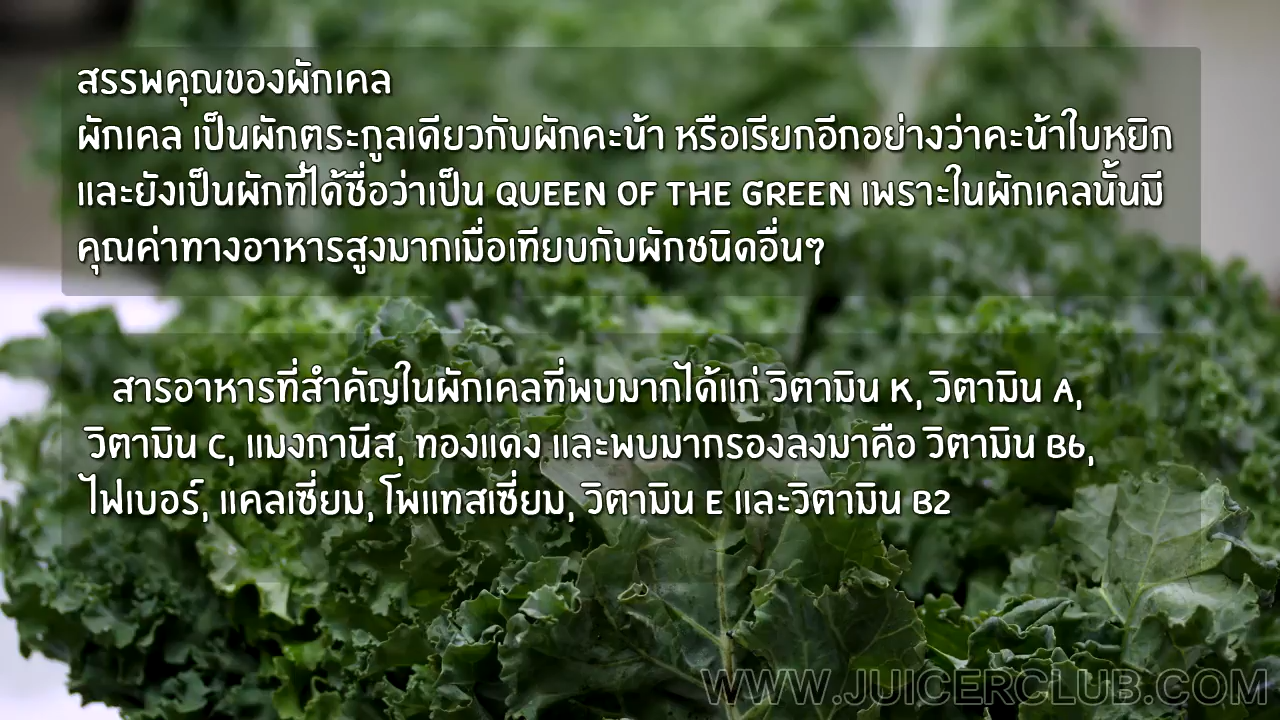 สรรพคุณของผักเคล
ผักเคล เป็นผักตระกูลเดียวกับผักคะน้า หรือเรียกอีกอย่างว่าคะน้าใบหยิก
และยังเป็นผักที่ได้ชื่อว่าเป็น QUEEN OF THE GREEN เพราะในผักเคลนั้นมี
คุณค่าทางอาหารสูงมากเมื่อเทียบกับผักชนิดอื่นๆ
สารอาหารที่สำคัญในผักเคลที่พบมากได้แก่ วิตามิน K, วิตามิน A,
วิตามิน C, แมงกานีส, ทองแดง และพบมากรองลงมาคือ วิตามิน B6,
ไฟเบอร์, แคลเซี่ยม, โพแทสเซี่ยม, วิตามิน E และวิตามิน B2
WWW.JUICERCLUB.COM